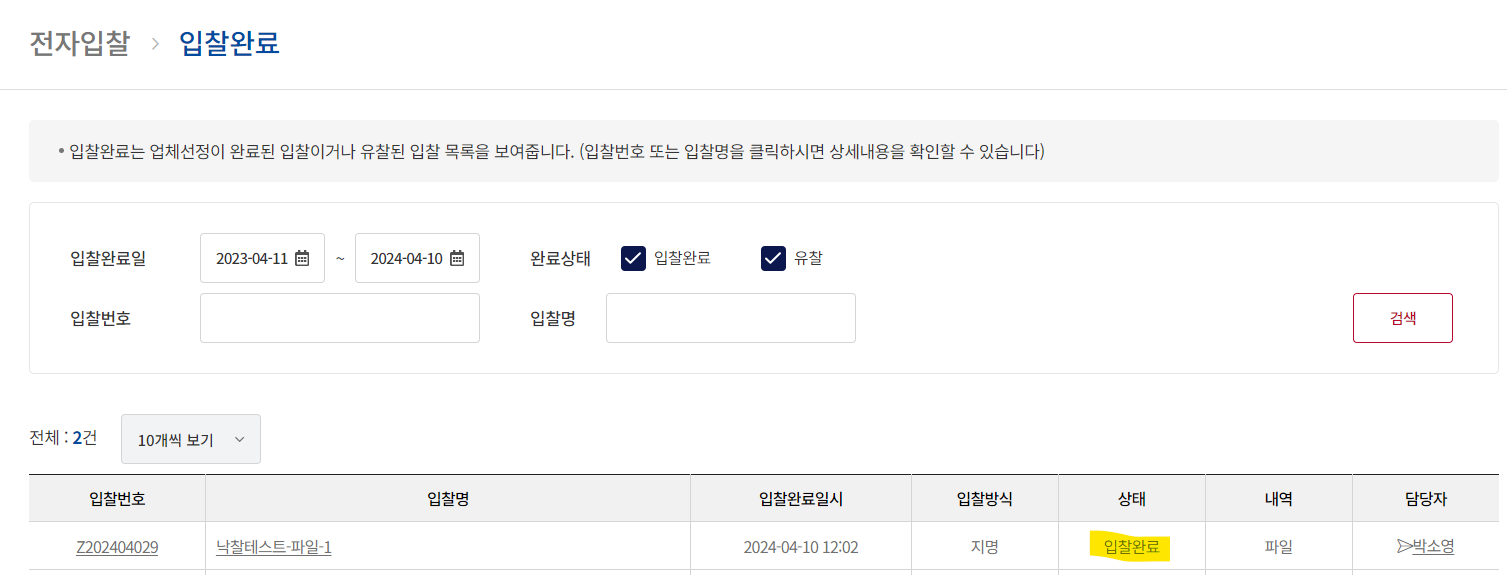 전자입찰 > 입찰완료
• 입찰완료는 업체선정이 완료된 입찰이거나 유찰된 입찰 목록을 보여줍니다. (입찰번호 또는 입찰명을 클릭하시면 상세내용을 확인할 수 있습니다)
입찰완료일 2023-04-11 ~ 2024-04-10 완료상태 입찰완료 유찰
입찰번호 입찰명 검색
전체 : 2건 10개씩 보기
입찰번호 입찰명 입찰완료일시 입찰방식 상태 내역 담당자
Z202404029 낙찰테스트-파일-1 2024-04-10 12:02 지명 입찰완료 파일 박소영